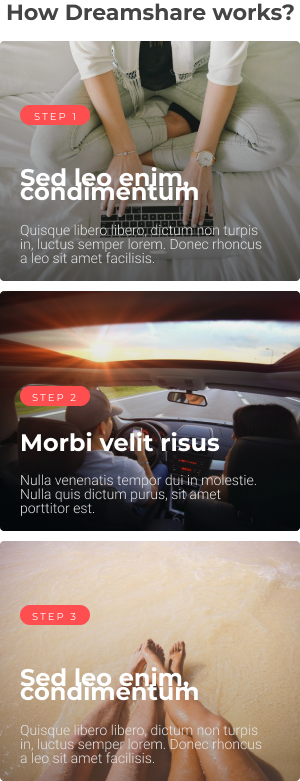 How Dreamshare works?
STEP 1
Sed leo enim,
condimentum
Quisque libero libero, dictum non turpis
in, luctus semper lorem. Donec rhoncus
a leo sit amet facilisis.
STEP 2
Morbi velit risus
Nulla venenatis tempor dui in molestie.
Nulla quis dictum purus, sit amet
porttitor est.
STEP 3
Sed leo enim,
condimentum
Quisque libero libero, dictum non turpis
in, luctus semper lorem. Donec rhoncus
a leo sit amet facilisis.